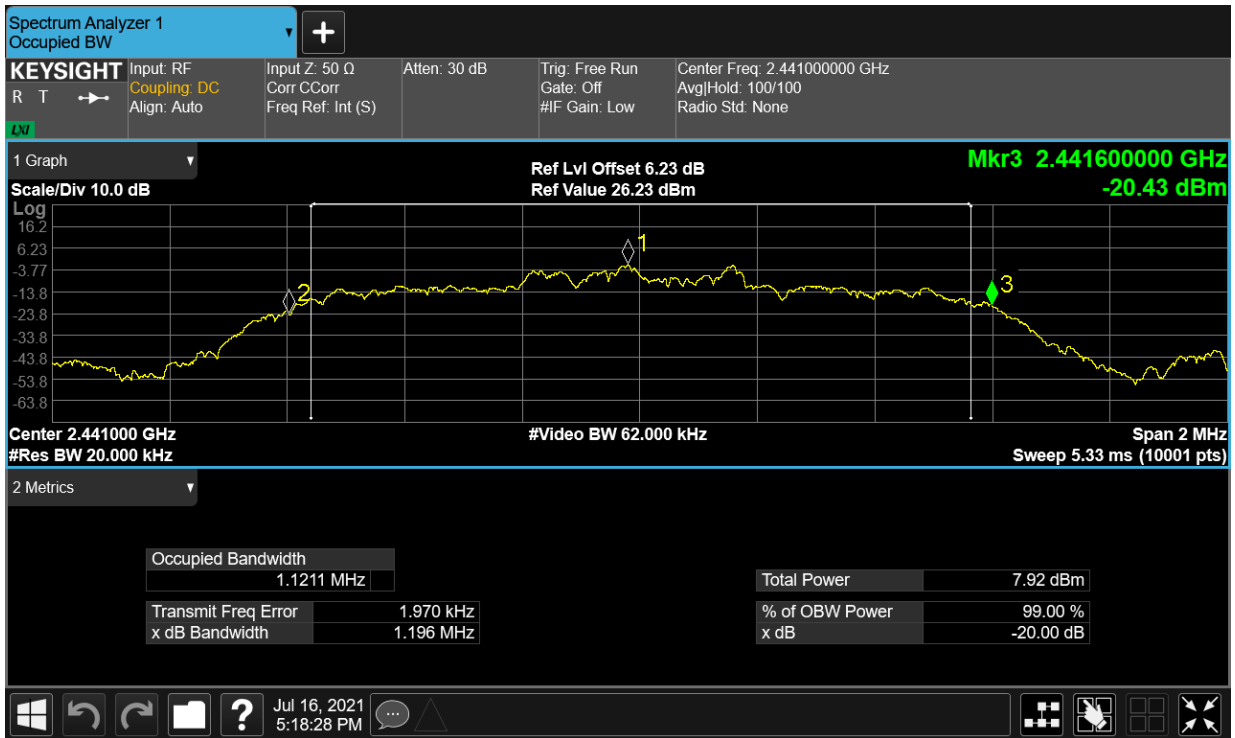 Spectrum Analyzer 1
Occupied BW
+
KEYSIGHT
R T
LXI
Input: RF
Coupling: DC
Align: Auto
Input Z: 50 Ω
Corr CCorr
Freq Ref: Int (S)
Atten: 30 dB
Trig: Free Run
Gate: Off
#IF Gain: Low
Center Freq: 2.441000000 GHz
Avg|Hold: 100/100
Radio Std: None
1 Graph
Scale/Div 10.0 dB
Ref Lvl Offset 6.23 dB
Ref Value 26.23 dBm
Mkr3 2.441600000 GHz
-20.43 dBm
Log
16.2
6.23
-3.77
-13.8
-23.8
-33.8
-43.8
-53.8
-63.8
1
2
3
Center 2.441000 GHz
#Video BW 62.000 kHz
Span 2 MHz
#Res BW 20.000 kHz
Sweep 5.33 ms (10001 pts)
2 Metrics
Occupied Bandwidth
1.1211 MHz
Total Power 7.92 dBm
Transmit Freq Error 1.970 kHz
% of OBW Power 99.00 %
x dB Bandwidth 1.196 MHz
x dB -20.00 dB
?
Jul 16, 2021
5:18:28 PM